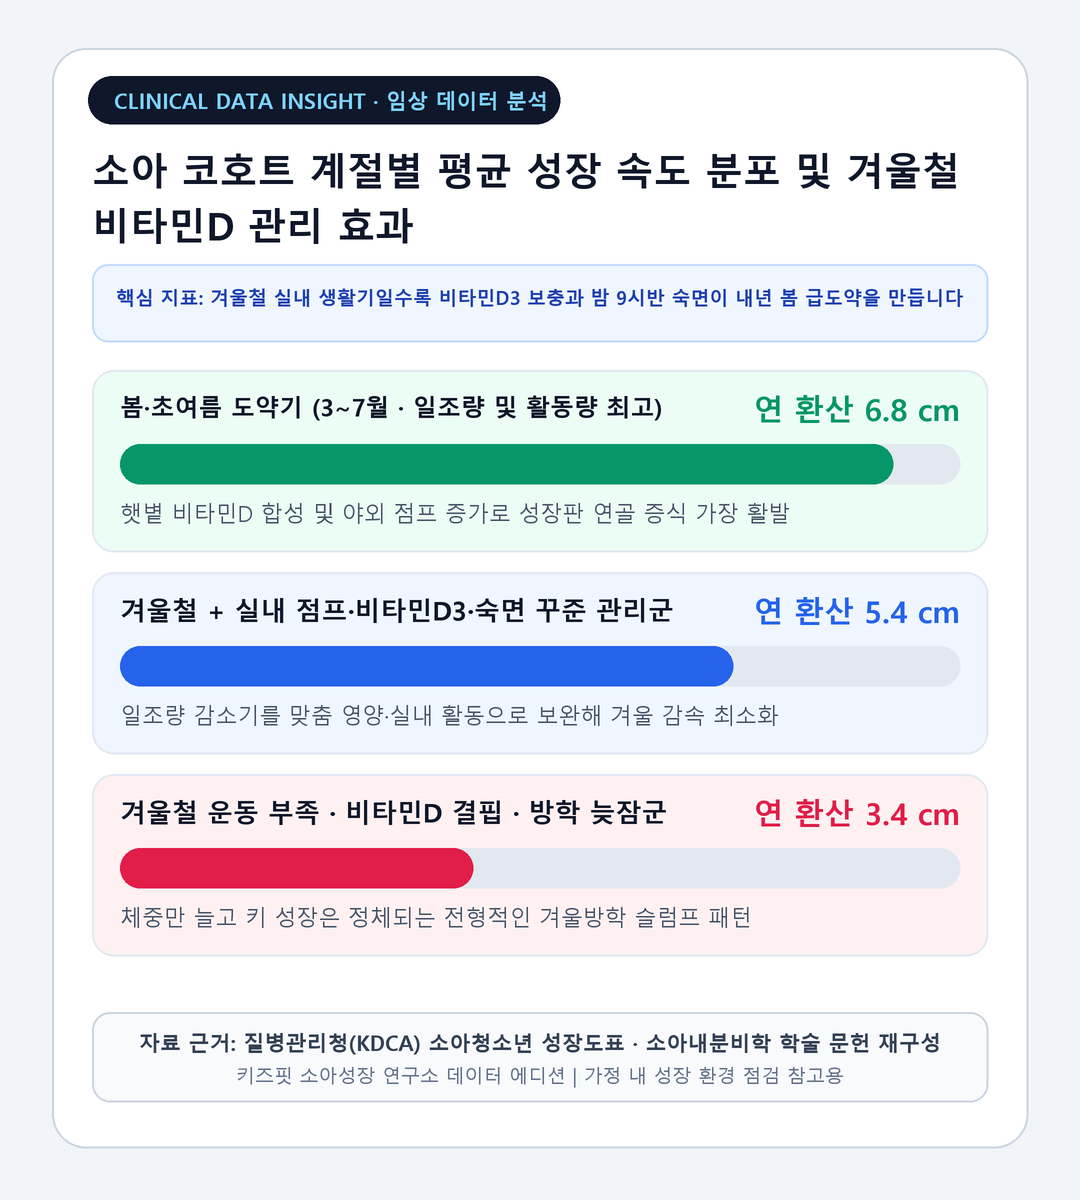 CLINICAL DATA INSIGHT · 임상 데이터 분석
소아 코호트 계절별 평균 성장 속도 분포 및 겨울철
비타민D 관리 효과
핵심 지표: 겨울철 실내 생활기일수록 비타민D3 보충과 밤 9시반 숙면이 내년 봄 급도약을 만듭니다
봄·초여름 도약기 (3~7월 · 일조량 및 활동량 최고)
연 환산 6.8 cm
햇볕 비타민D 합성 및 야외 점프 증가로 성장판 연골 증식 가장 활발
겨울철 + 실내 점프·비타민D3·숙면 꾸준 관리군
연 환산 5.4 cm
일조량 감소기를 맞춤 영양·실내 활동으로 보완해 겨울 감속 최소화
겨울철 운동 부족 · 비타민D 결핍 · 방학 늦잠군
연 환산 3.4 cm
체중만 늘고 키 성장은 정체되는 전형적인 겨울방학 슬럼프 패턴
자료 근거: 질병관리청(KDCA) 소아청소년 성장도표 · 소아내분비학 학술 문헌 재구성
키즈핏 소아성장 연구소 데이터 에디션 | 가정 내 성장 환경 점검 참고용